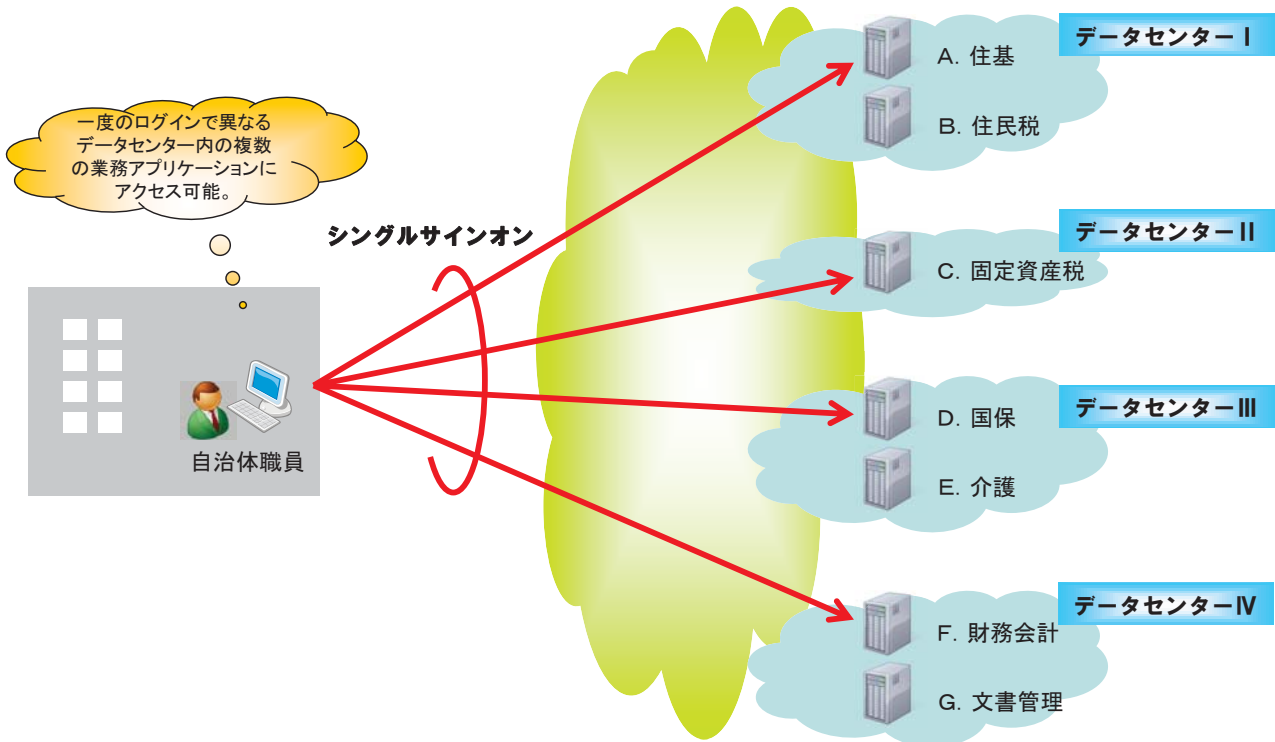 一度のログインで異なる
データセンター内の複数
の業務アプリケーションに
アクセス可能。
シングルサインオン
自治体職員
データセンターⅠ
A. 住基
B. 住民税
データセンターⅡ
C. 固定資産税
データセンターⅢ
D. 国保
E. 介護
データセンターⅣ
F. 財務会計
G. 文書管理